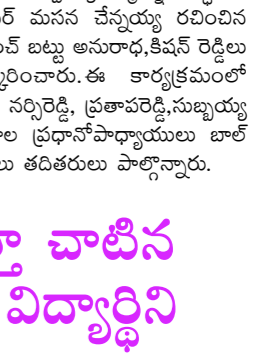 ర్ మసన చేన్నయ్య రచించిన
ంచ్ బట్టు అనురాధ,కిషన్ రెడ్డిలు
్కరించారు.ఈ కార్యక్రమంలో
నర్సిరెడ్డి, ప్రతాపరెడ్డి,సుబ్బయ్య
ాల ప్రధానోపాధ్యాయులు బాల్
లు తదితరులు పాల్గొన్నారు.
తా చాటిన
విద్యార్థిని